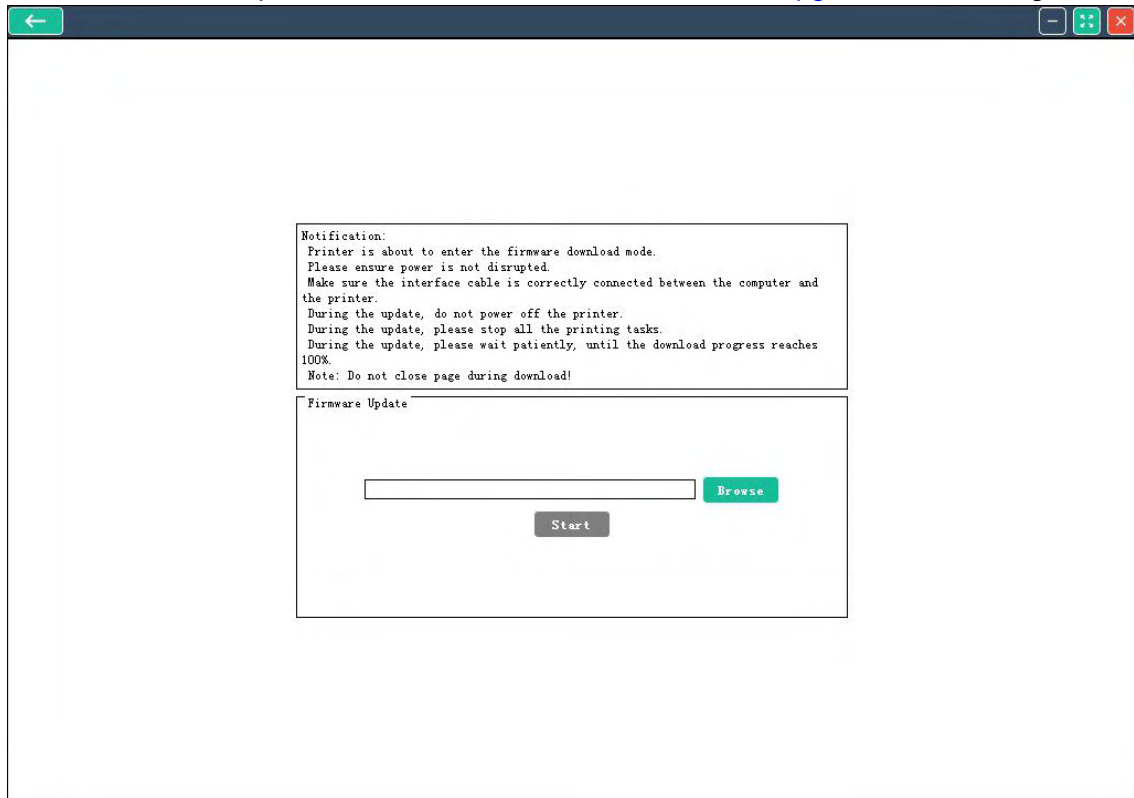 Notification:
Printer is about to enter the firmware download mode.
Please ensure power is not disrupted.
Make sure the interface cable is correctly connected between the computer and
the printer.
During the update, do not power off the printer.
During the update, please stop all the printing tasks.
During the update, please wait patiently, until the download progress reaches
100%.
Note: Do not close page during download!
Firmware Update
Browse
Start